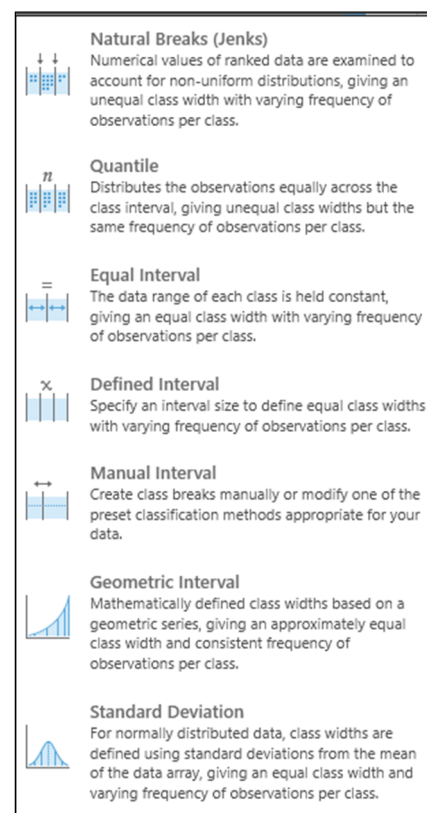 Natural Breaks (Jenks)
Numerical values of ranked data are examined to
account for non-uniform distributions, giving an
unequal class width with varying frequency of
observations per class.
n
Quantile
Distributes the observations equally across the
class interval, giving unequal class widths but the
same frequency of observations per class.
=
Equal Interval
The data range of each class is held constant,
giving an equal class width with varying frequency
of observations per class.
x
Defined Interval
Specify an interval size to define equal class widths
with varying frequency of observations per class.
Manual Interval
Create class breaks manually or modify one of the
preset classification methods appropriate for your
data.
Geometric Interval
Mathematically defined class widths based on a
geometric series, giving an approximately equal
class width and consistent frequency of
observations per class.
Standard Deviation
For normally distributed data, class widths are
defined using standard deviations from the mean
of the data array, giving an equal class width and
varying frequency of observations per class.